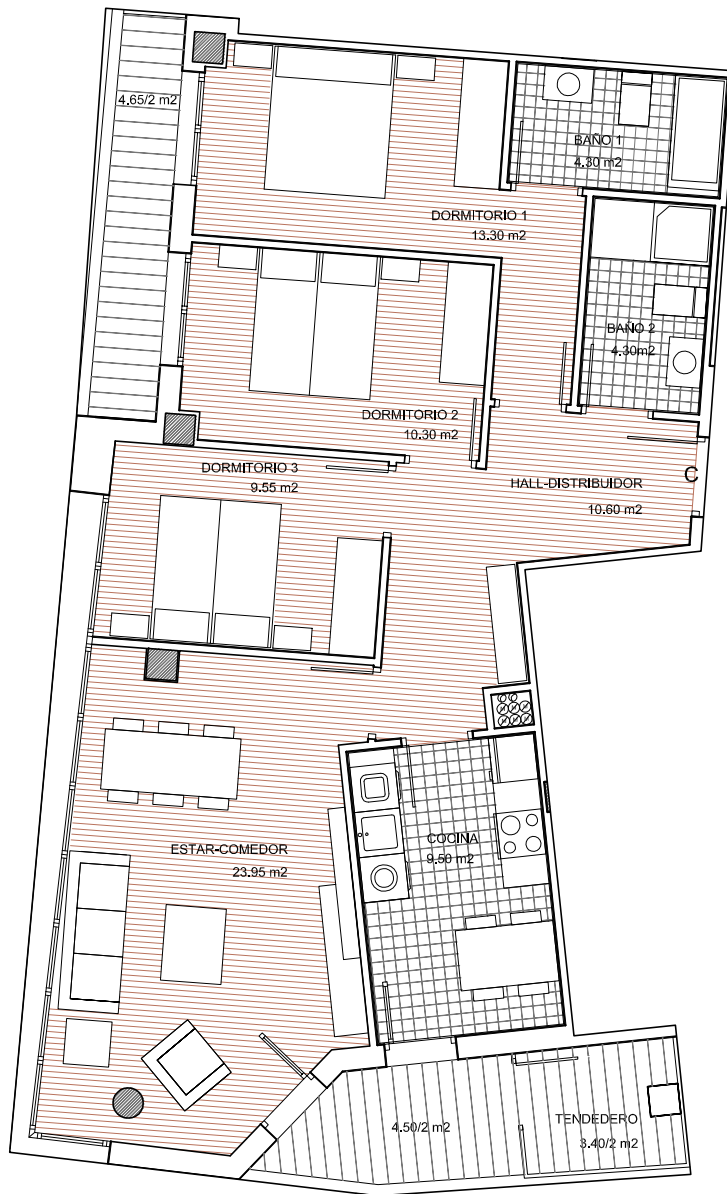 4.65/2 m2
BAÑO 1
4.30 m2
DORMITORIO 1
13.30 m2
BAÑO 2
4.30m2
DORMITORIO 2
10.30 m2
DORMITORIO 3
9.55 m2
HALL-DISTRIBUIDOR
10.60 m2
C
COCINA
9.50 m2
ESTAR-COMEDOR
23.95 m2
4.50/2 m2
TENDEDERO
3.40/2 m2